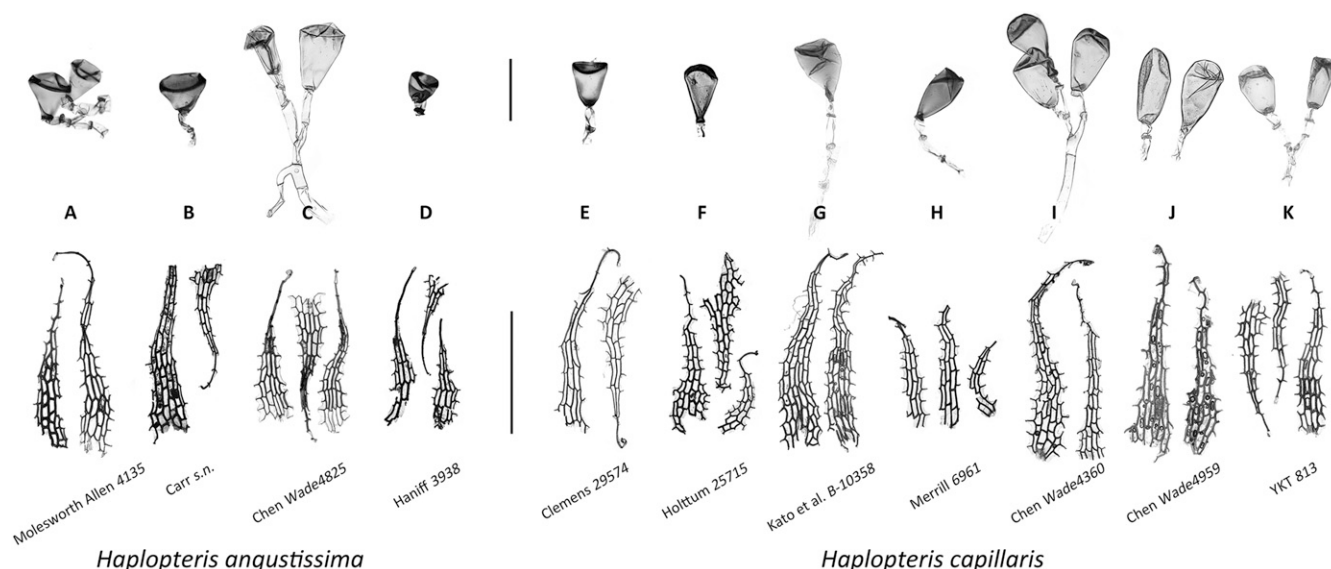 A B C D E F G H I J K
Molesworth Allen 4135
Carr s.n.
Chen Wade4825
Haniff 3938
Clemens 29574
Holttum 25715
Kato et al. B-10358
Merrill 6961
Chen Wade4360
Chen Wade4959
YKT 813
Haplopteris angustissima
Haplopteris capillaris